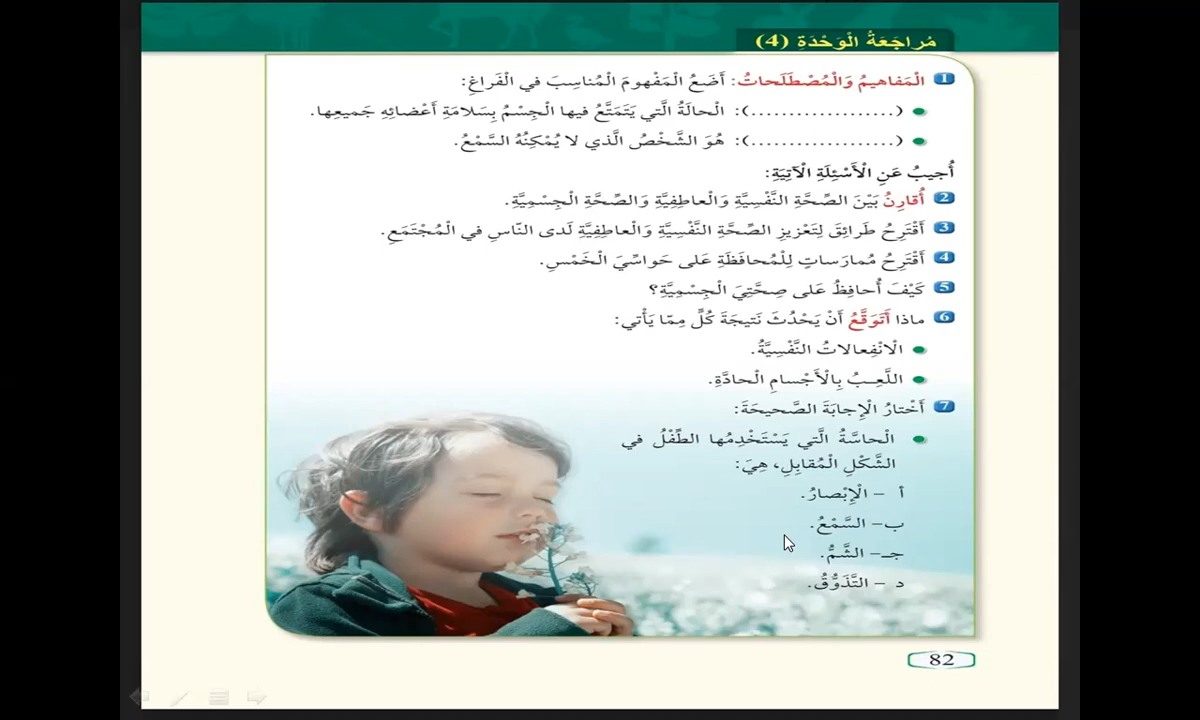 مُراجَعَةُ الْوَحْدَةِ (4)
1 الْمَفاهيمُ وَالْمُصْطَلَحاتُ: أَضَعُ الْمَفْهومَ الْمُناسِبَ في الْفَراغِ:
● (...................): الْحالَةُ الَّتي يَتَمَتَّعُ فيها الْجِسْمُ بِسَلامَةِ أَعْضائِهِ جَميعِها.
● (...................): هُوَ الشَّخْصُ الَّذي لا يُمْكِنُهُ السَّمْعُ.
أُجيبُ عَنِ الْأَسْئِلَةِ الْآتِيَةِ:
2 أُقارِنُ بَيْنَ الصِّحَّةِ النَّفْسِيَّةِ وَالْعاطِفِيَّةِ وَالصِّحَّةِ الْجِسْمِيَّةِ.
3 أَقْتَرِحُ طَرائِقَ لِتَعْزيزِ الصِّحَّةِ النَّفْسِيَّةِ وَالْعاطِفِيَّةِ لَدى النّاسِ في الْمُجْتَمَعِ.
4 أَقْتَرِحُ مُمارَساتٍ لِلْمُحافَظَةِ عَلى حَواسِّيَ الْخَمْسِ.
5 كَيْفَ أُحافِظُ عَلى صِحَّتِيَ الْجِسْمِيَّةِ؟
6 ماذا أَتَوَقَّعُ أَنْ يَحْدُثَ نَتيجَةَ كُلٍّ مِمّا يَأْتي:
● الْانْفِعالاتُ النَّفْسِيَّةُ.
● اللَّعِبُ بِالْأَجْسامِ الْحادَّةِ.
7 أَخْتارُ الْإِجابَةَ الصَّحيحَةَ:
● الْحاسَّةُ الَّتي يَسْتَخْدِمُها الطِّفْلُ في
الشَّكْلِ الْمُقابِلِ، هِيَ:
أ - الْإِبْصارُ.
ب- السَّمْعُ.
جـ- الشَّمُّ.
د - التَّذَوُّقُ.
82